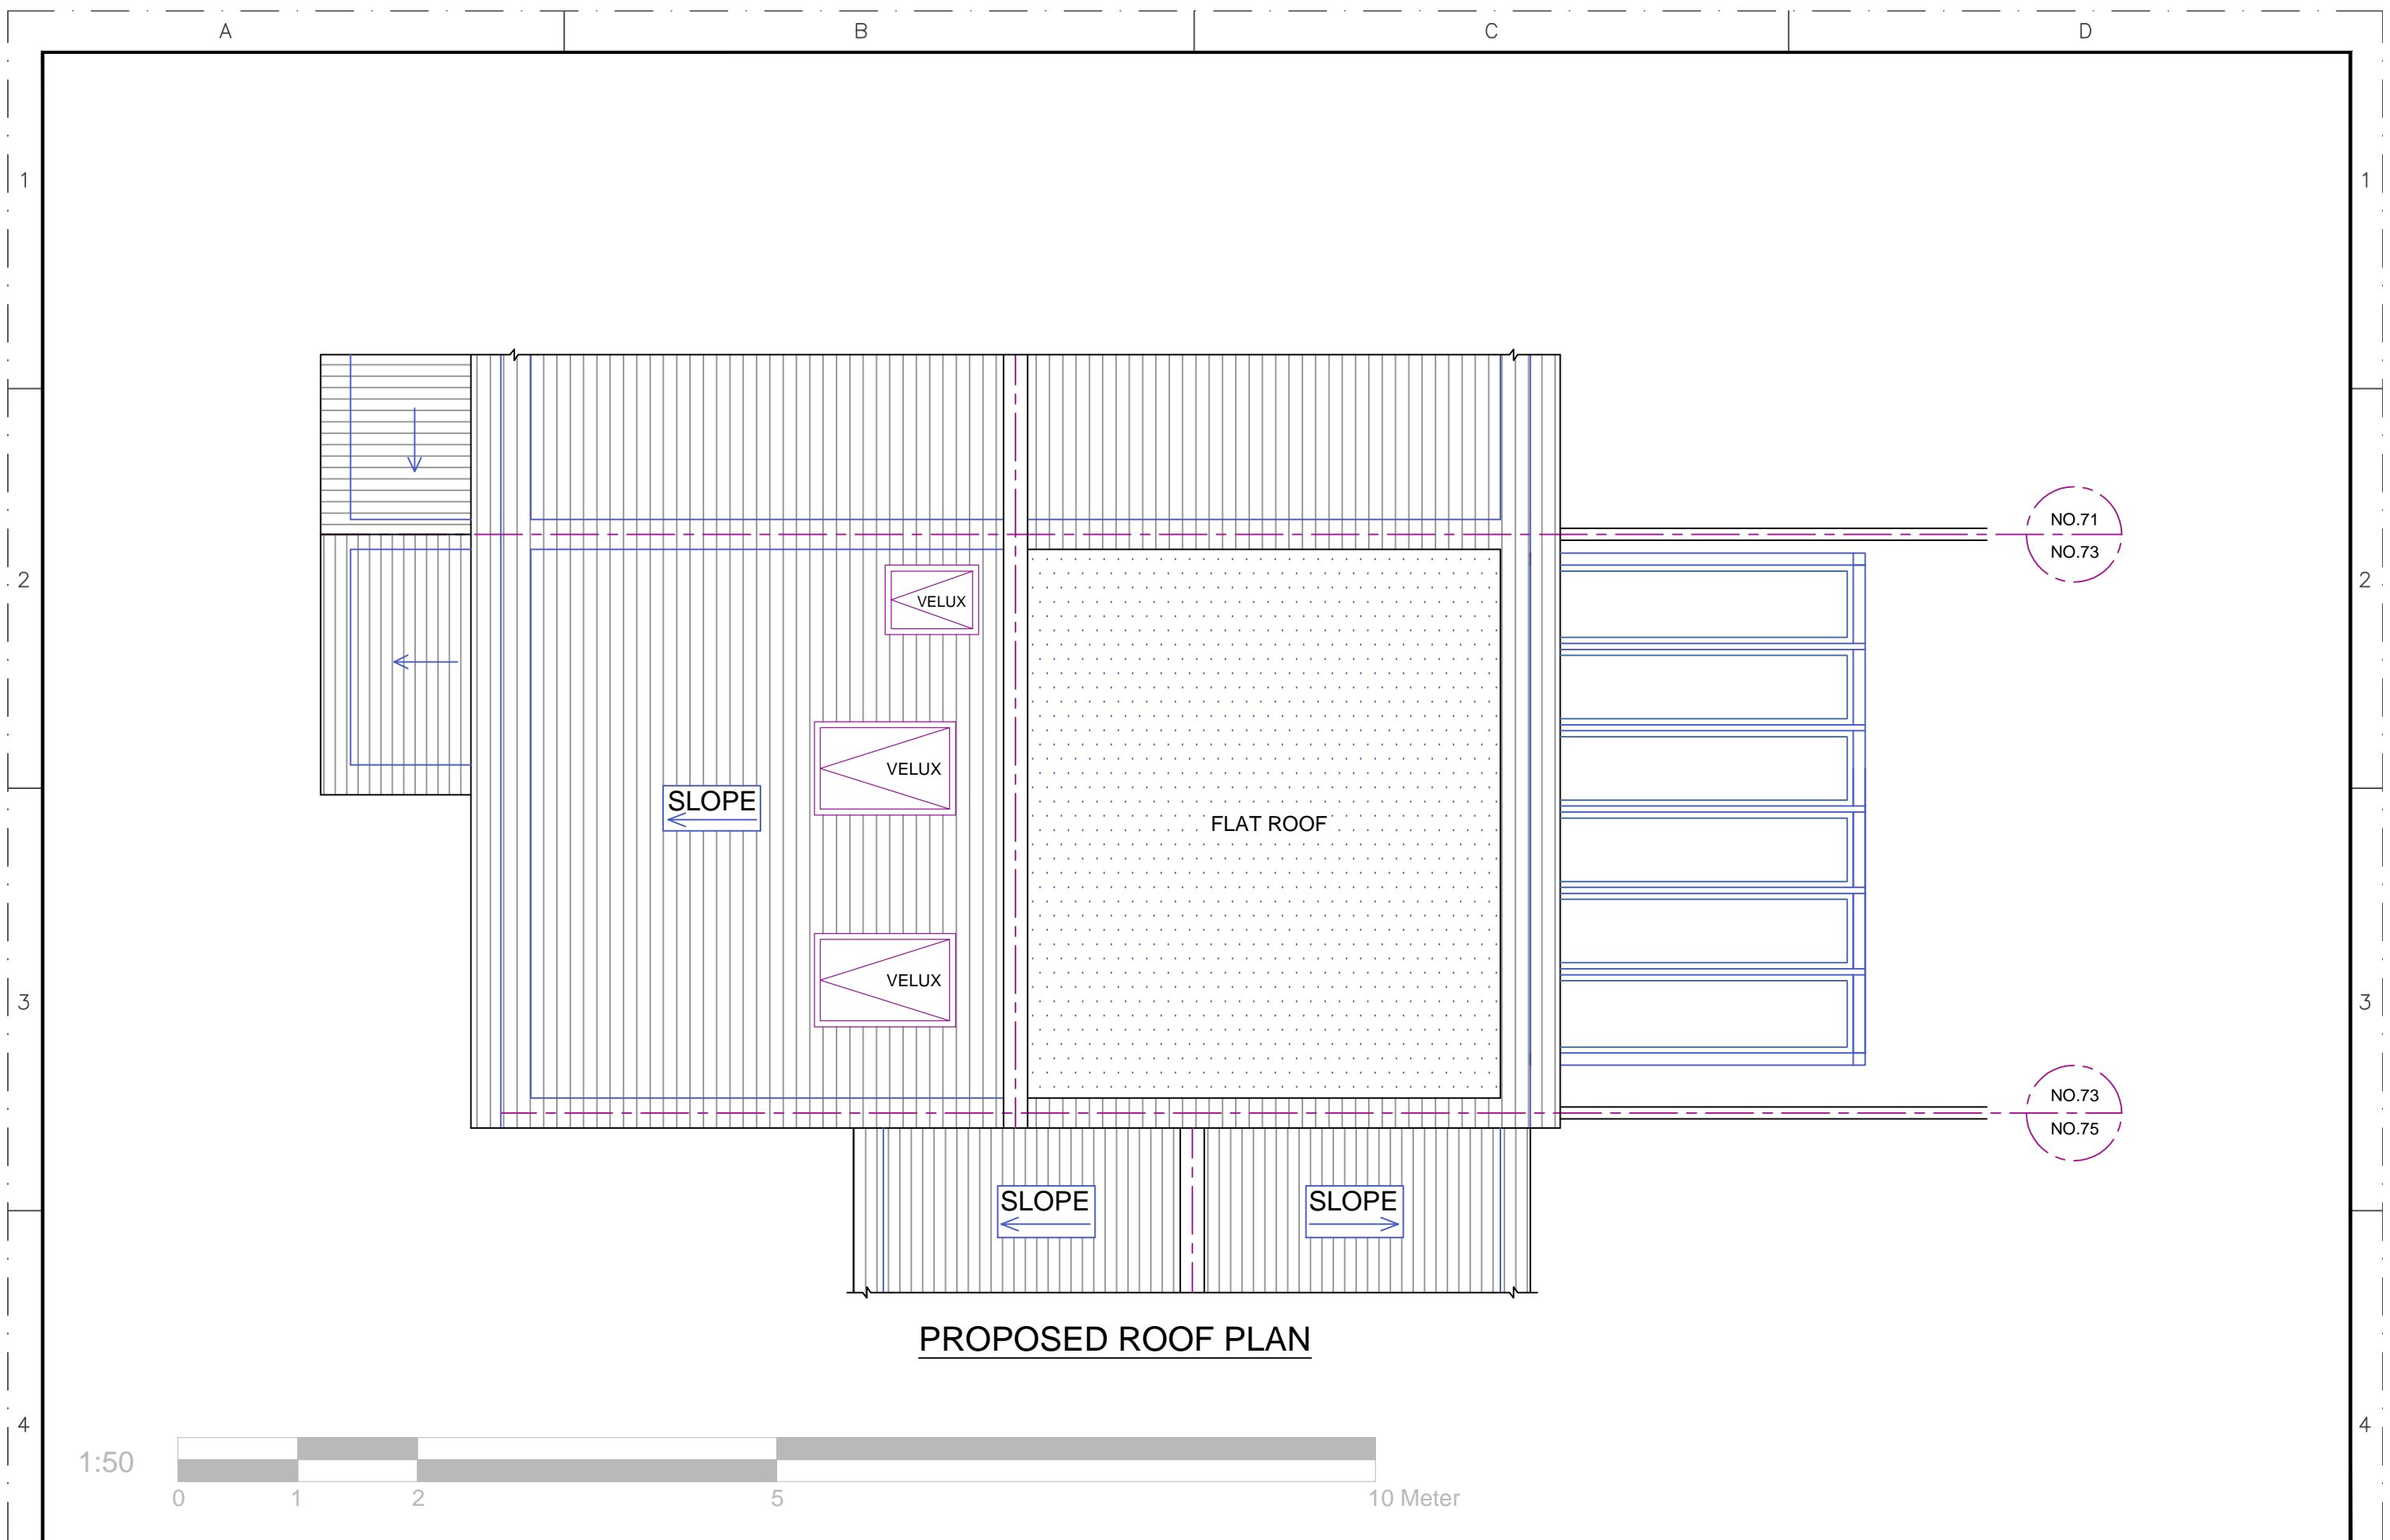 A
B
C
D
1
1
NO.71
NO.73
2
2
VELUX
VELUX
SLOPE
FLAT ROOF
VELUX
3
3
NO.73
NO.75
SLOPE
SLOPE
PROPOSED ROOF PLAN
4
4
1:50
0
1
2
5
10 Meter